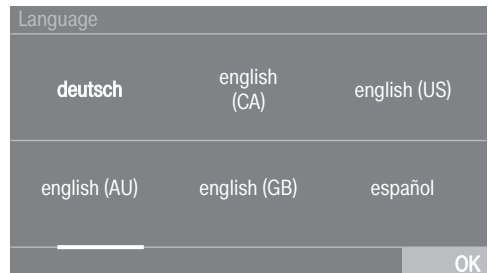 Language
deutsch
english
(CA)
english (US)
english (AU)
english (GB)
español
OK